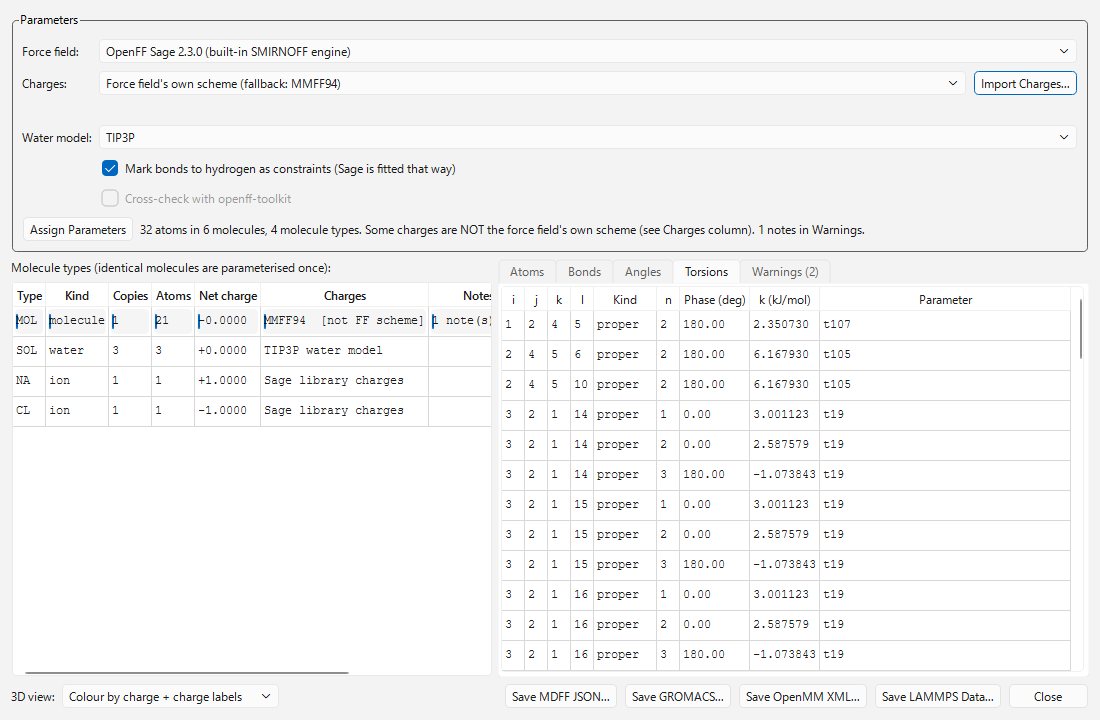 Parameters
Force field: OpenFF Sage 2.3.0 (built-in SMIRNOFF engine)
Charges: Force field's own scheme (fallback: MMFF94) Import Charges...
Water model: TIP3P
Mark bonds to hydrogen as constraints (Sage is fitted that way)
Cross-check with openff-toolkit
Assign Parameters 32 atoms in 6 molecules, 4 molecule types. Some charges are NOT the force field's own scheme (see Charges column). 1 notes in Warnings.
Molecule types (identical molecules are parameterised once):
Type Kind Copies Atoms Net charge Charges Notes
MOL molecule 1 21 -0.0000 MMFF94 [not FF scheme] 1 note(s)
SOL water 3 3 +0.0000 TIP3P water model
NA ion 1 1 +1.0000 Sage library charges
CL ion 1 1 -1.0000 Sage library charges
Atoms Bonds Angles Torsions Warnings (2)
i j k l Kind n Phase (deg) k (kJ/mol) Parameter
1 2 4 5 proper 2 180.00 2.350730 t107
2 4 5 6 proper 2 180.00 6.167930 t105
2 4 5 10 proper 2 180.00 6.167930 t105
3 2 1 14 proper 1 0.00 3.001123 t19
3 2 1 14 proper 2 0.00 2.587579 t19
3 2 1 14 proper 3 180.00 -1.073843 t19
3 2 1 15 proper 1 0.00 3.001123 t19
3 2 1 15 proper 2 0.00 2.587579 t19
3 2 1 15 proper 3 180.00 -1.073843 t19
3 2 1 16 proper 1 0.00 3.001123 t19
3 2 1 16 proper 2 0.00 2.587579 t19
3 2 1 16 proper 3 180.00 -1.073843 t19
3D view: Colour by charge + charge labels Save MDFF JSON... Save GROMACS... Save OpenMM XML... Save LAMMPS Data... Close